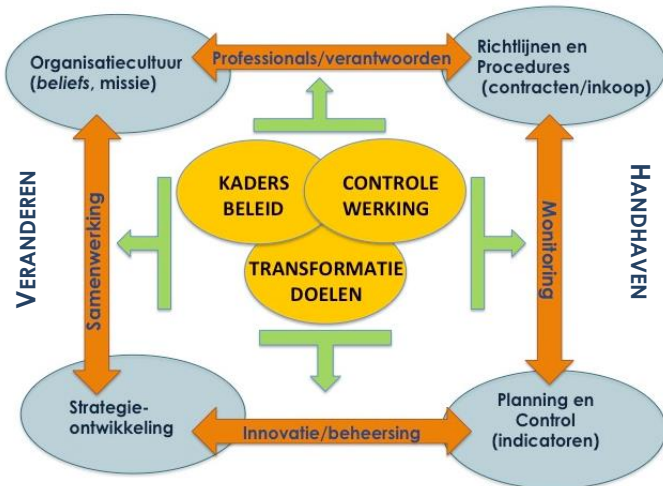 Organisatiecultuur
(beliefs, missie)
Professionals/verantwoorden
Richtlijnen en
Procedures
(contracten/inkoop)
VERANDEREN
Samenwerking
KADERS
BELEID
CONTROLE
WERKING
TRANSFORMATIE
DOELEN
Monitoring
HANDHAVEN
Strategie-
ontwikkeling
Innovatie/beheersing
Planning en
Control
(indicatoren)